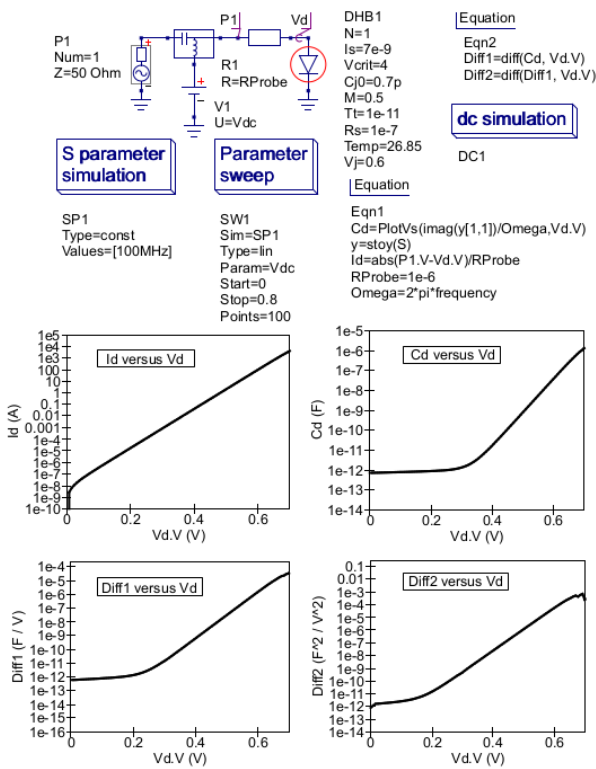 P1
Num=1
Z=50 Ohm
P1
Vd
R1
R=RProbe
V1
U=Vdc
DHB1
N=1
Is=7e-9
Vcrit=4
Cj0=0.7p
M=0.5
Tt=1e-11
Rs=1e-7
Temp=26.85
Vj=0.6
Equation
Eqn2
Diff1=diff(Cd, Vd.V)
Diff2=diff(Diff1, Vd.V)
dc simulation
DC1
S parameter
simulation
SP1
Type=const
Values=[100MHz]
Parameter
sweep
SW1
Sim=SP1
Type=lin
Param=Vdc
Start=0
Stop=0.8
Points=100
Equation
Eqn1
Cd=PlotVs(imag(y[1,1])/Omega,Vd.V)
y=stoy(S)
Id=abs(P1.V-Vd.V)/RProbe
RProbe=1e-6
Omega=2*pi*frequency
Id versus Vd
Id (A)
1e5
1e4
1e3
100
10
1
0.1
0.01
0.001
1e-4
1e-5
1e-6
1e-7
1e-8
1e-9
1e-10
0 0.2 0.4 0.6
Vd.V (V)
Cd versus Vd
Cd (F)
1e-5
1e-6
1e-7
1e-8
1e-9
1e-10
1e-11
1e-12
1e-13
1e-14
0 0.2 0.4 0.6
Vd.V (V)
Diff1 versus Vd
Diff1 (F / V)
1e-4
1e-5
1e-6
1e-7
1e-8
1e-9
1e-10
1e-11
1e-12
1e-13
1e-14
1e-15
1e-16
0 0.2 0.4 0.6
Vd.V (V)
Diff2 versus Vd
Diff2 (F^2 / V^2)
0.1
0.01
1e-3
1e-4
1e-5
1e-6
1e-7
1e-8
1e-9
1e-10
1e-11
1e-12
1e-13
1e-14
0 0.2 0.4 0.6
Vd.V (V)